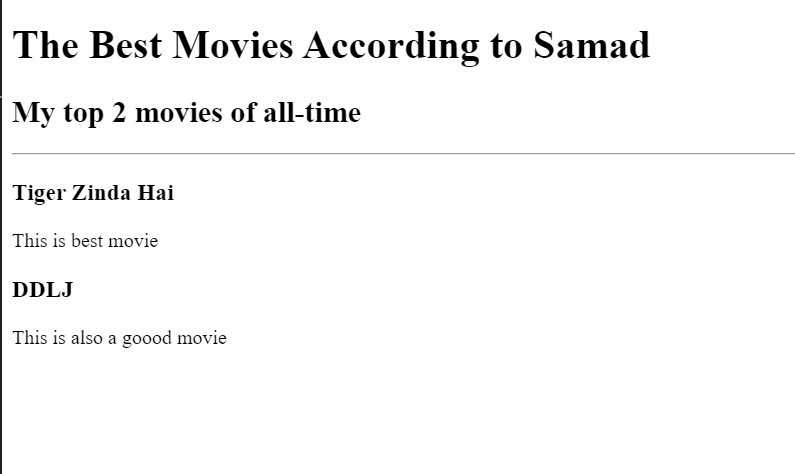 The Best Movies According to Samad
My top 2 movies of all-time
Tiger Zinda Hai
This is best movie
DDLJ
This is also a goood movie